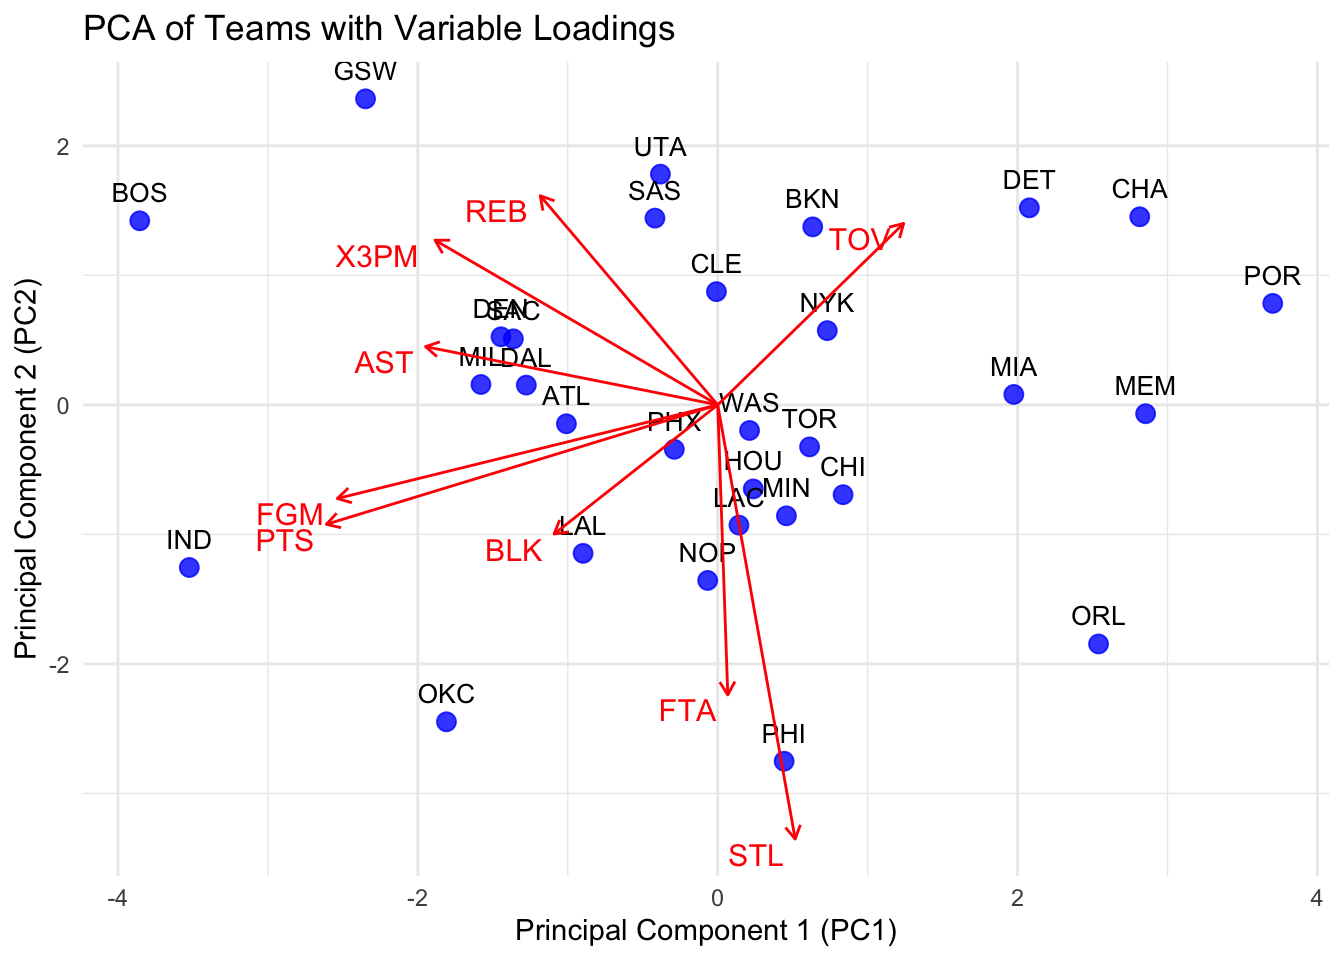 PCA of Teams with Variable Loadings
GSW
UTA
BOS
SAS
DET
CHA
REB
BKN
TOV
X3PM
CLE
POR
DEN
SAC
NYK
AST
MIL
DAL
MIA
MEM
ATL
WAS
PHX
TOR
HOU
CHI
LAC
MIN
FGM
PTS
IND
BLK
LAL
NOP
ORL
OKC
FTA
PHI
STL
2
0
-2
-4
-2
0
2
4
Principal Component 1 (PC1)
Principal Component 2 (PC2)